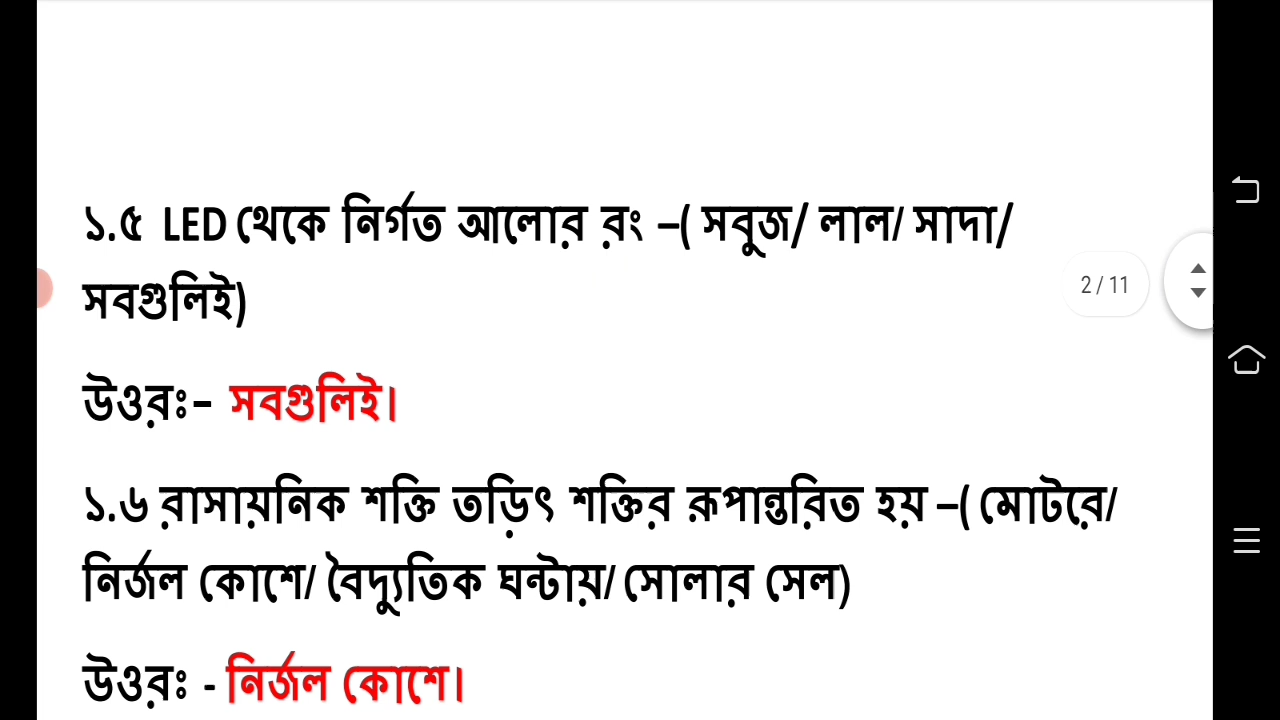 ১.৫ LED থেকে নির্গত আলোর রং –( সবুজ/ লাল/ সাদা/
সবগুলিই)
2 / 11
উওরঃ– সবগুলিই।
১.৬ রাসায়নিক শক্তি তড়িৎ শক্তির রূপান্তরিত হয় –( মোটরে/
নির্জল কোশে/ বৈদ্যুতিক ঘন্টায়/ সোলার সেল)
উওরঃ - নির্জল কোশে।